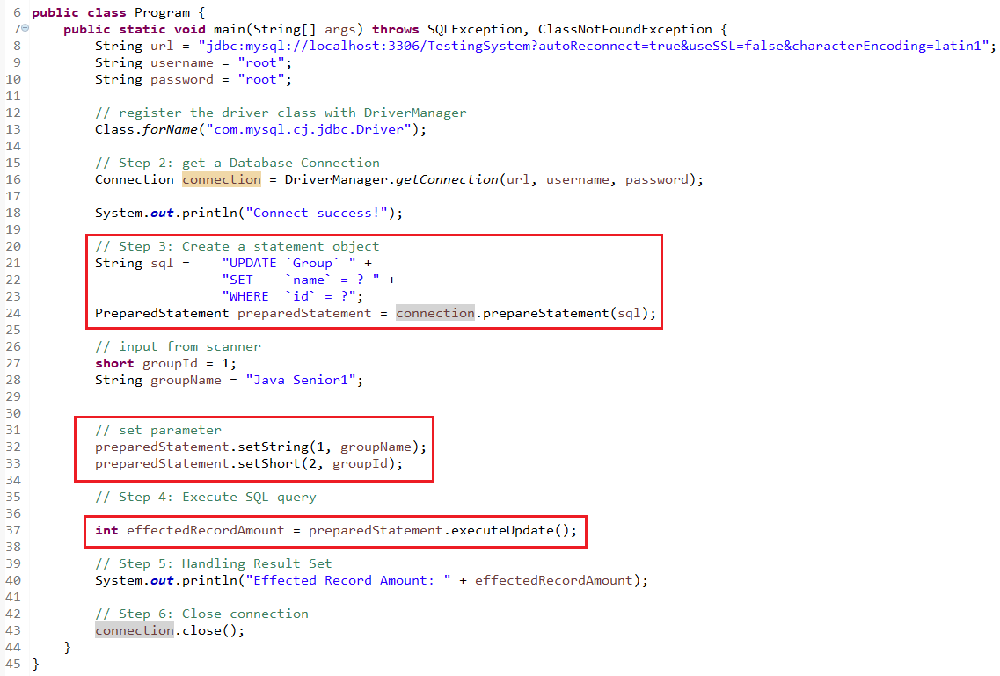 6 public class Program {
7 public static void main(String[] args) throws SQLException, ClassNotFoundException {
8 String url = "jdbc:mysql://localhost:3306/TestingSystem?autoReconnect=true&useSSL=false&characterEncoding=latin1";
9 String username = "root";
10 String password = "root";
11
12 // register the driver class with DriverManager
13 Class.forName("com.mysql.cj.jdbc.Driver");
14
15 // Step 2: get a Database Connection
16 Connection connection = DriverManager.getConnection(url, username, password);
17
18 System.out.println("Connect success!");
19
20 // Step 3: Create a statement object
21 String sql = "UPDATE `Group` " +
22 "SET `name` = ? " +
23 "WHERE `id` = ?";
24 PreparedStatement preparedStatement = connection.prepareStatement(sql);
25
26 // input from scanner
27 short groupId = 1;
28 String groupName = "Java Senior1";
29
30
31 // set parameter
32 preparedStatement.setString(1, groupName);
33 preparedStatement.setShort(2, groupId);
34
35 // Step 4: Execute SQL query
36
37 int effectedRecordAmount = preparedStatement.executeUpdate();
38
39 // Step 5: Handling Result Set
40 System.out.println("Effected Record Amount: " + effectedRecordAmount);
41
42 // Step 6: Close connection
43 connection.close();
44 }
45 }